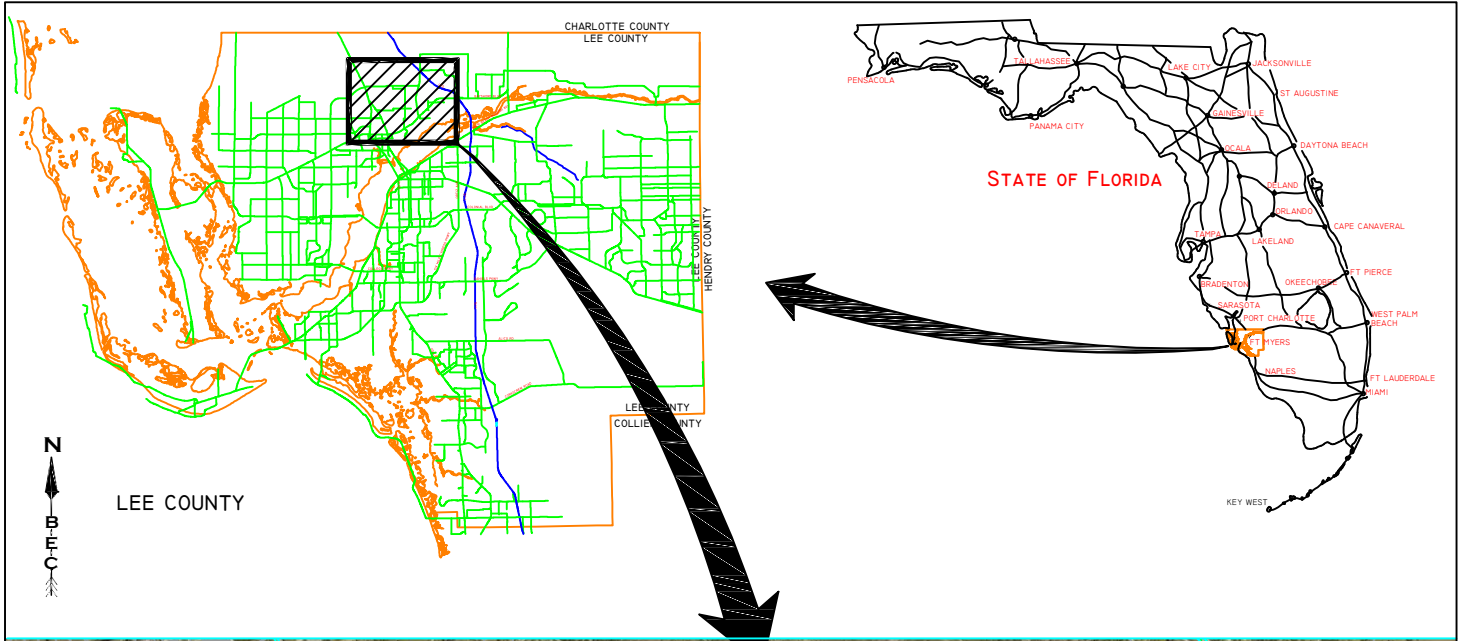 CHARLOTTE COUNTY
LEE COUNTY
LEE COUNTY
HENDRY COUNTY
LEE COUNTY
COLLIER COUNTY
N
BEC
LEE COUNTY
STATE OF FLORIDA
PENSACOLA
TALLAHASSEE
PANAMA CITY
LAKE CITY
JACKSONVILLE
ST AUGUSTINE
GAINESVILLE
OCALA
DAYTONA BEACH
DELAND
ORLANDO
CAPE CANAVERAL
TAMPA
LAKELAND
FT PIERCE
BRADENTON
OKEECHOBEE
SARASOTA
PORT CHARLOTTE
WEST PALM
BEACH
FT MYERS
NAPLES
FT LAUDERDALE
MIAMI
KEY WEST